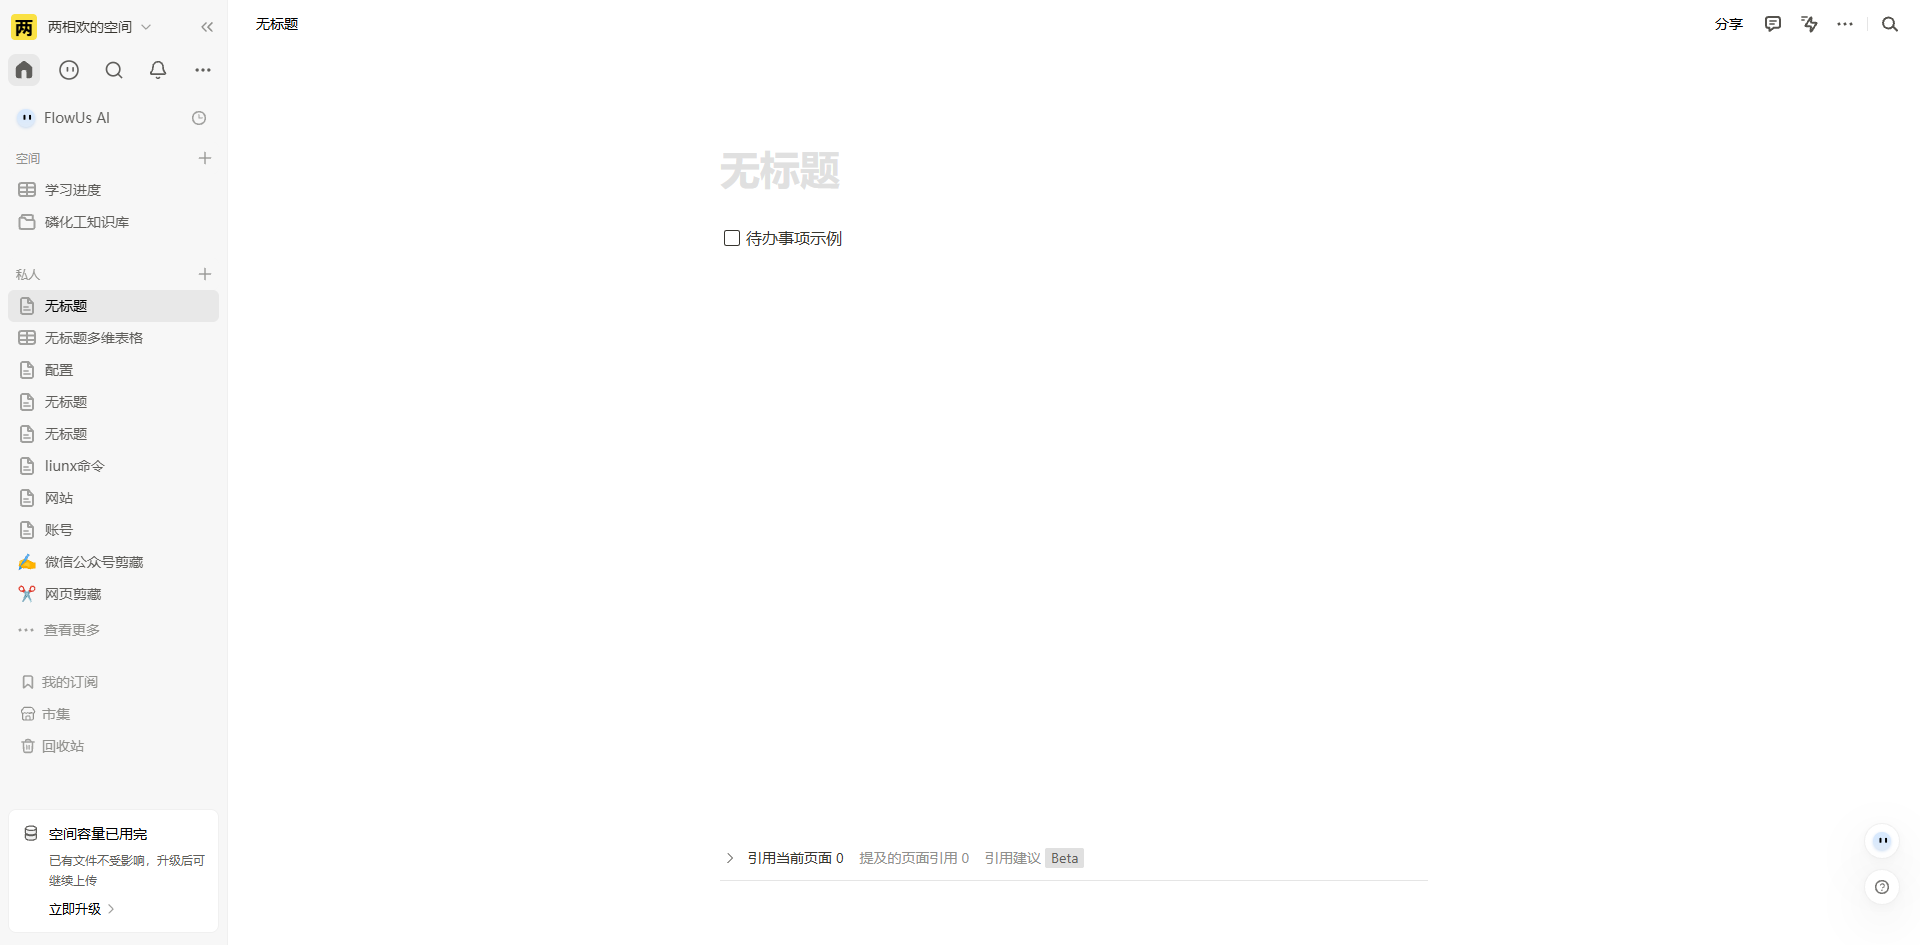 两 两相欢的空间
FlowUs AI
空间
学习进度
磷化工知识库
私人
无标题
无标题多维表格
配置
无标题
无标题
liunx命令
网站
账号
微信公众号剪藏
网页剪藏
查看更多
我的订阅
市集
回收站
空间容量已用完
已有文件不受影响，升级后可
继续上传
立即升级
无标题
分享
无标题
待办事项示例
引用当前页面 0 提及的页面引用 0 引用建议 Beta